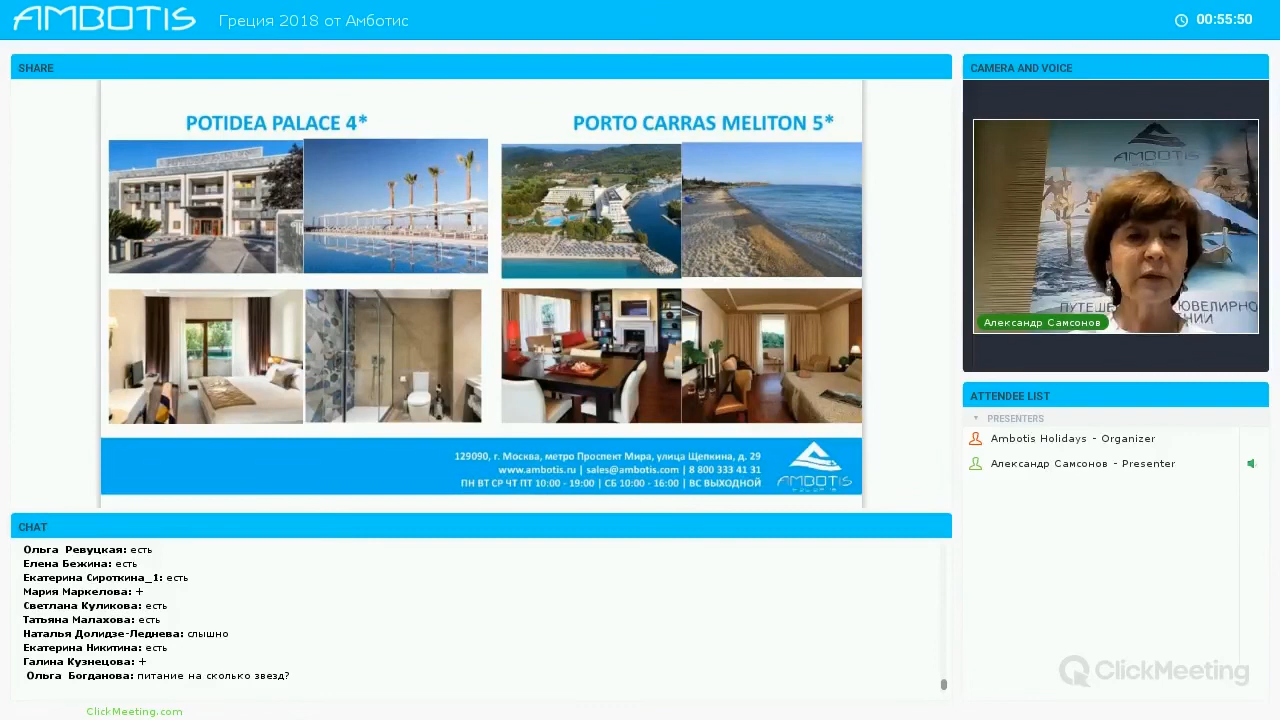 AMBOTIS
Греция 2018 от Амботис
00:55:50
SHARE
CAMERA AND VOICE
POTIDEA PALACE 4*
PORTO CARRAS MELITON 5*
AMBOTIS
Александр Самсонов
129090, г. Москва, метро Проспект Мира, улица Щепкина, д. 29
www.ambotis.ru | sales@ambotis.com | 8 800 333 41 31
ПН ВТ СР ЧТ ПТ 10:00 - 19:00 | СБ 10:00 - 16:00 | ВС ВЫХОДНОЙ
AMBOTIS
ATTENDEE LIST
PRESENTERS
Ambotis Holidays - Organizer
Александр Самсонов - Presenter
CHAT
Ольга Ревуцкая: есть
Елена Бежина: есть
Екатерина Сироткина_1: есть
Мария Маркелова: +
Светлана Куликова: есть
Татьяна Малахова: есть
Наталья Долидзе-Леднева: слышно
Екатерина Никитина: есть
Галина Кузнецова: +
Ольга Богданова: питание на сколько звезд?
ClickMeeting
ClickMeeting.com